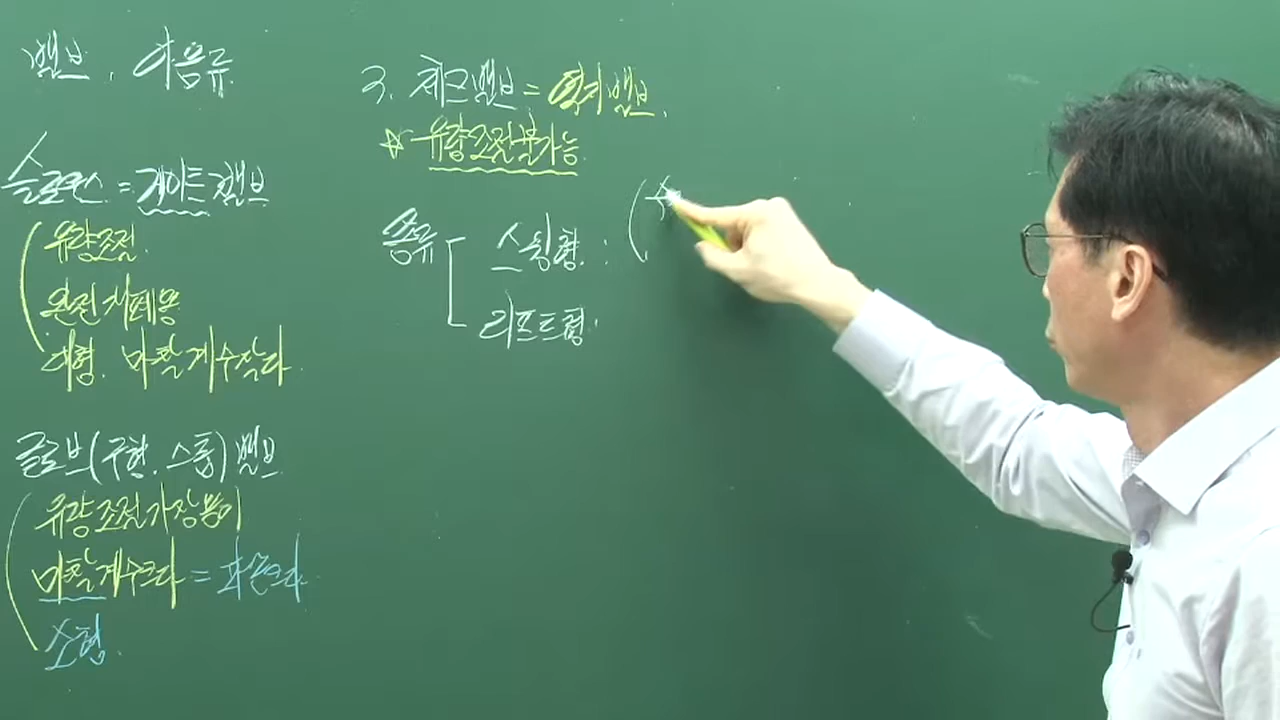 밸브, 이음류
슬루스 = 게이트밸브
유량조절
완전개폐용
대형. 마찰계수작다
글로브(구형, 스톱)밸브
유량조절가장용이
마찰계수크다 = 손실크다
소형.
3. 체크밸브 = 역지밸브.
☆ 유량조절불가능
종류
스윙형 : (수
리프트형.